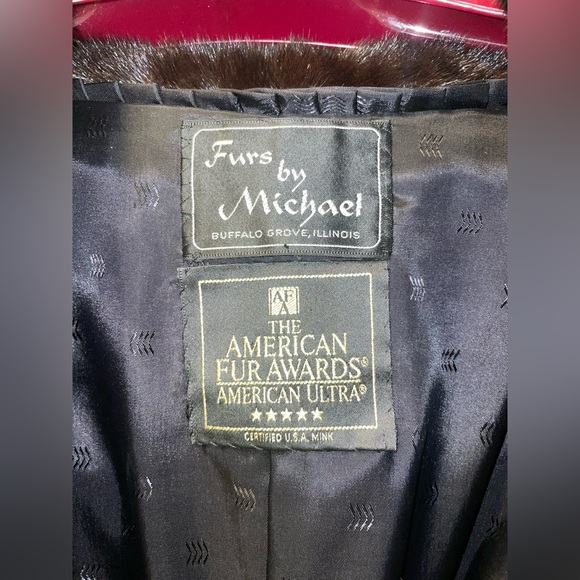 Furs
by
Michael
BUFFALO GROVE, ILLINOIS
AFA
THE
AMERICAN
FUR AWARDS®
AMERICAN ULTRA®
★★★★★
CERTIFIED U.S.A. MINK